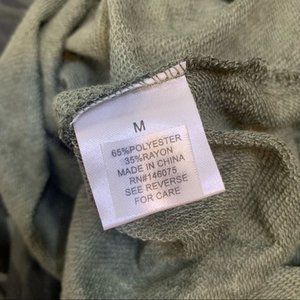 M
65%POLYESTER
35%RAYON
MADE IN CHINA
RN#146075
SEE REVERSE
FOR CARE